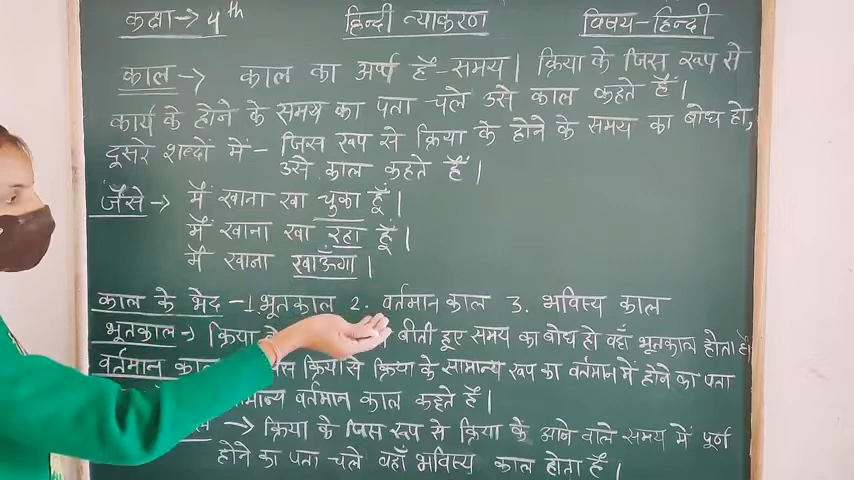 कक्षा→ 4th हिन्दी व्याकरण विषय-हिन्दी
काल→ काल का अर्थ है-समय। क्रिया के जिस रूप से
कार्य के होने के समय का पता चले उसे काल कहते हैं।
दूसरे शब्दों में- जिस रूप से क्रिया के होने के समय का बोध हो,
उसे काल कहते हैं।
जैसे→ मैं खाना खा चुका हूँ।
मैं खाना खा रहा हूँ।
मैं खाना खाऊँगा।
काल के भेद -1 भूतकाल 2. वर्तमान काल 3. भविस्य काल
भूतकाल→ क्रिया के बीती हूए समय का बोध हो वहाँ भूतकाल होता है।
वर्तमान काल क्रिया से क्रिया के सामान्य रूप का वर्तमान में होने का पता
वर्तमान काल कहते हैं।
→ क्रिया के जिस रूप से क्रिया के आने वाले समय में पूर्ण
होने का पता चले वहाँ भविस्य काल होता है।